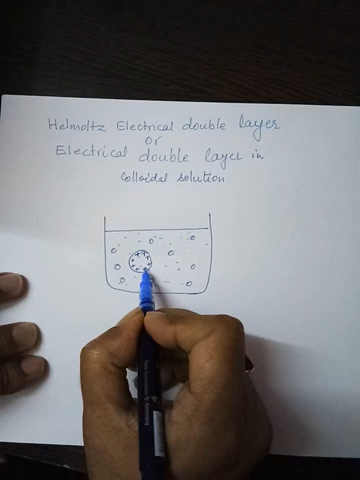 Helmoltz Electrical double layer
or
Electrical double layer in
Colloidal solution.